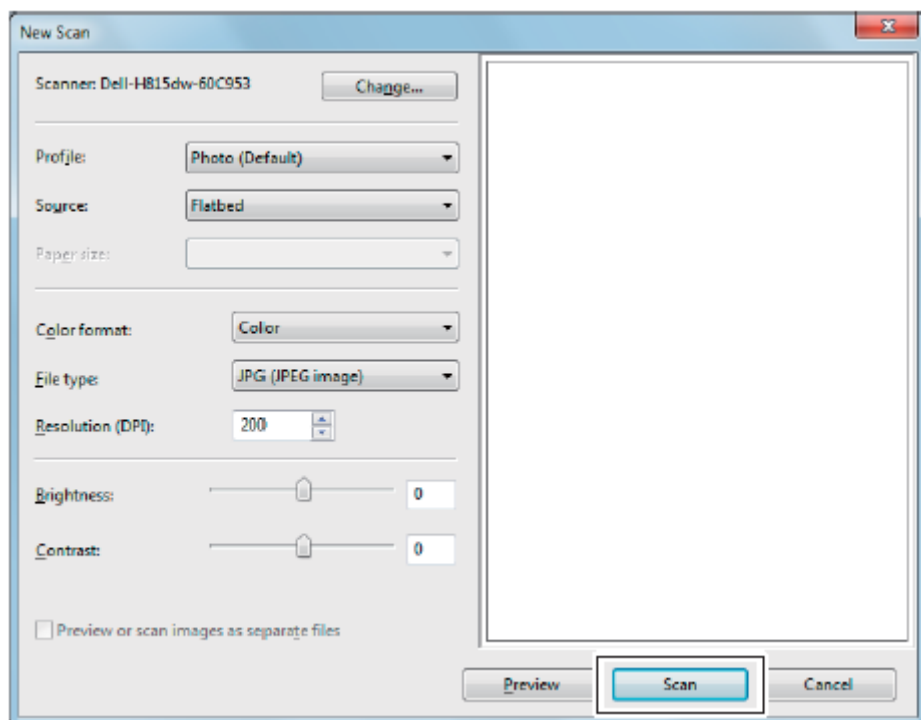 New Scan
Scanner: Dell-H815dw-60C953 Change...
Profile: Photo (Default)
Source: Flatbed
Paper size:
Color format: Color
File type: JPG (JPEG image)
Resolution (DPI): 200
Brightness: 0
Contrast: 0
Preview or scan images as separate files
Preview Scan Cancel